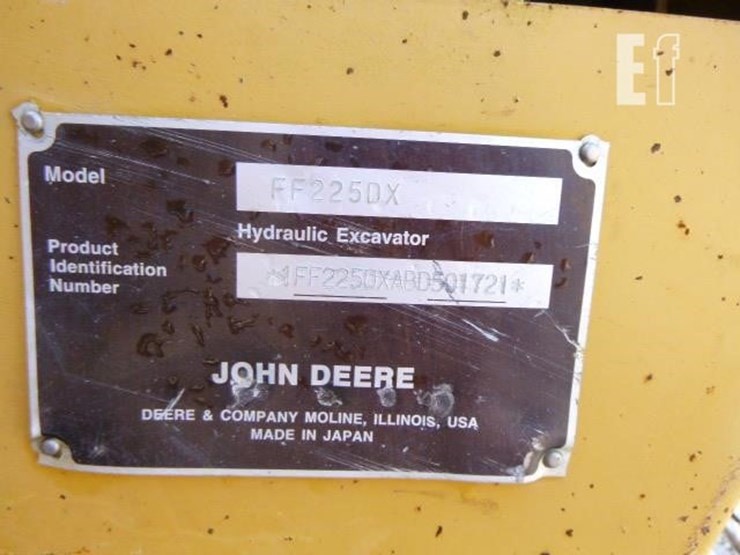 Ef
Model FF225DX
Hydraulic Excavator
Product
Identification
Number
*1FF225DXABD501721*
JOHN DEERE
DEERE & COMPANY MOLINE, ILLINOIS, USA
MADE IN JAPAN